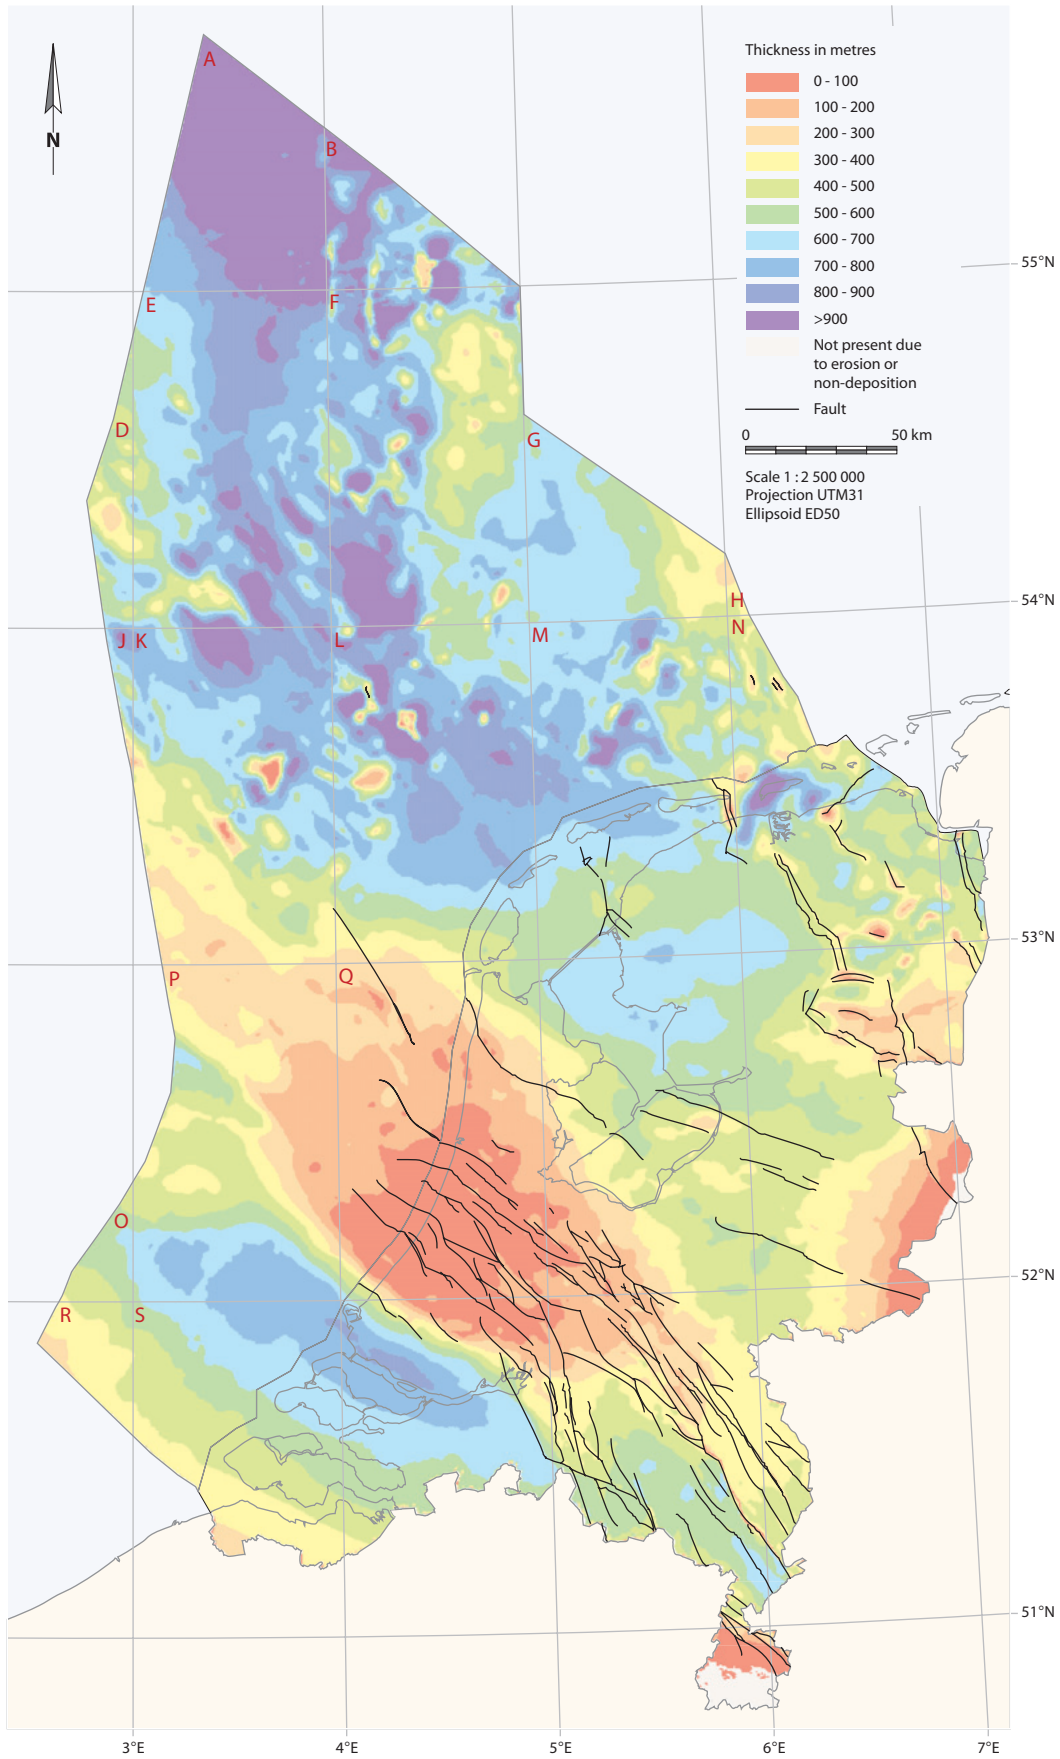 A
B
N
Thickness in metres
0 - 100
100 - 200
200 - 300
300 - 400
400 - 500
500 - 600
600 - 700
700 - 800
800 - 900
>900
Not present due
to erosion or
non-deposition
Fault
0 50 km
Scale 1 : 2 500 000
Projection UTM31
Ellipsoid ED50
55°N
E
F
D
G
54°N
H
J K
L
M
N
53°N
P
Q
O
52°N
R
S
51°N
3°E
4°E
5°E
6°E
7°E